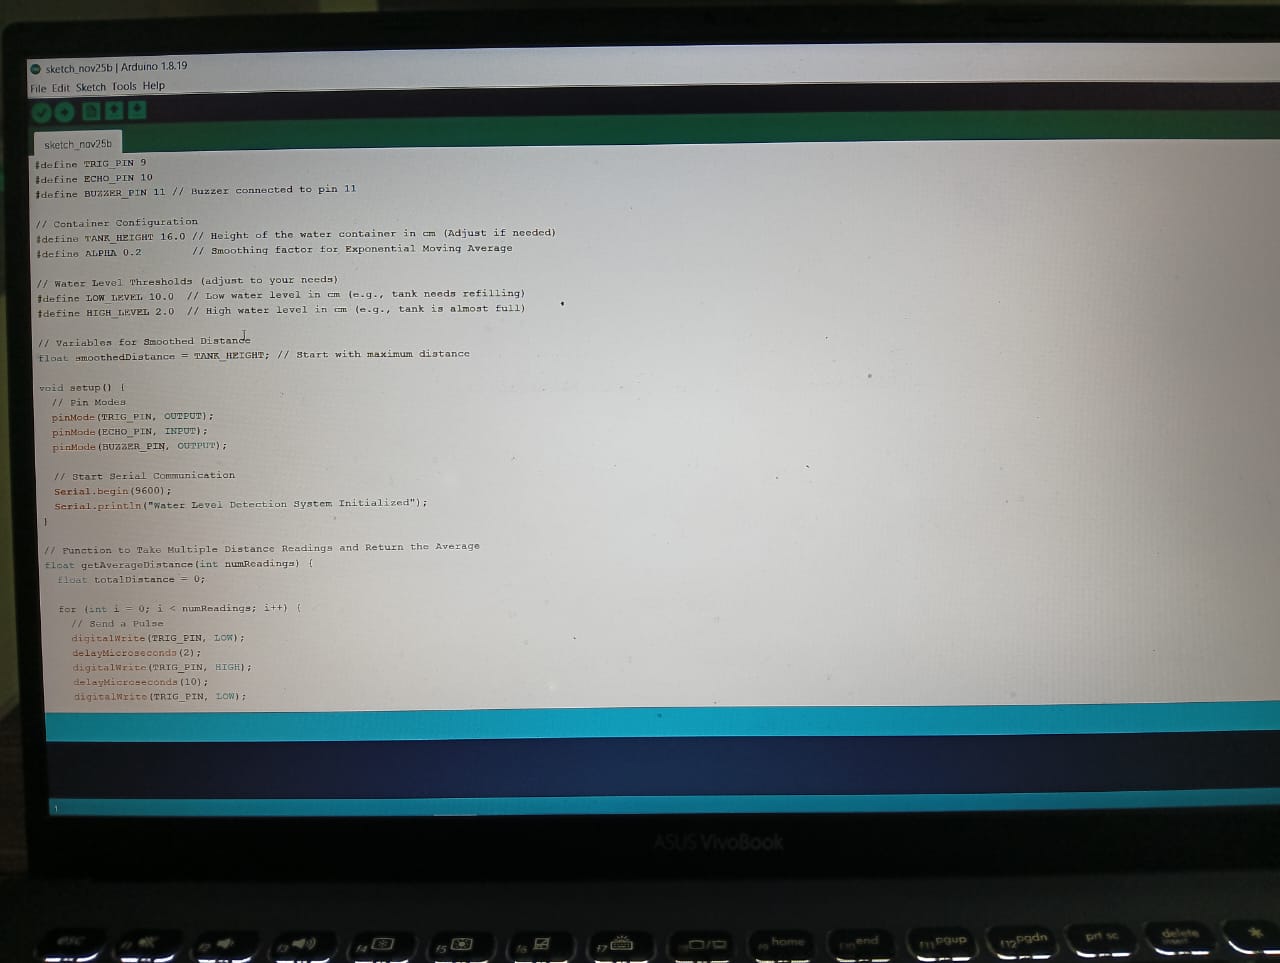 sketch_nov25b | Arduino 1.8.19
File Edit Sketch Tools Help
sketch_nov25b
#define TRIG_PIN 9
#define ECHO_PIN 10
#define BUZZER_PIN 11 // Buzzer connected to pin 11
// Container Configuration
#define TANK_HEIGHT 16.0 // Height of the water container in cm (Adjust if needed)
#define ALPHA 0.2 // Smoothing factor for Exponential Moving Average
// Water Level Thresholds (adjust to your needs)
#define LOW_LEVEL 10.0 // Low water level in cm (e.g., tank needs refilling)
#define HIGH_LEVEL 2.0 // High water level in cm (e.g., tank is almost full)
// Variables for Smoothed Distance
float smoothedDistance = TANK_HEIGHT; // Start with maximum distance
void setup() {
// Pin Modes
pinMode(TRIG_PIN, OUTPUT);
pinMode(ECHO_PIN, INPUT);
pinMode(BUZZER_PIN, OUTPUT);
// Start Serial Communication
Serial.begin(9600);
Serial.println("Water Level Detection System Initialized");
}
// Function to Take Multiple Distance Readings and Return the Average
float getAverageDistance(int numReadings) {
float totalDistance = 0;
for (int i = 0; i < numReadings; i++) {
// Send a Pulse
digitalWrite(TRIG_PIN, LOW);
delayMicroseconds(2);
digitalWrite(TRIG_PIN, HIGH);
delayMicroseconds(10);
digitalWrite(TRIG_PIN, LOW);
1
ASUS VivoBook
esc f1 f2 f3 f4 f5 f6 f7 home end f11 pgup f12 pgdn prt sc delete insert